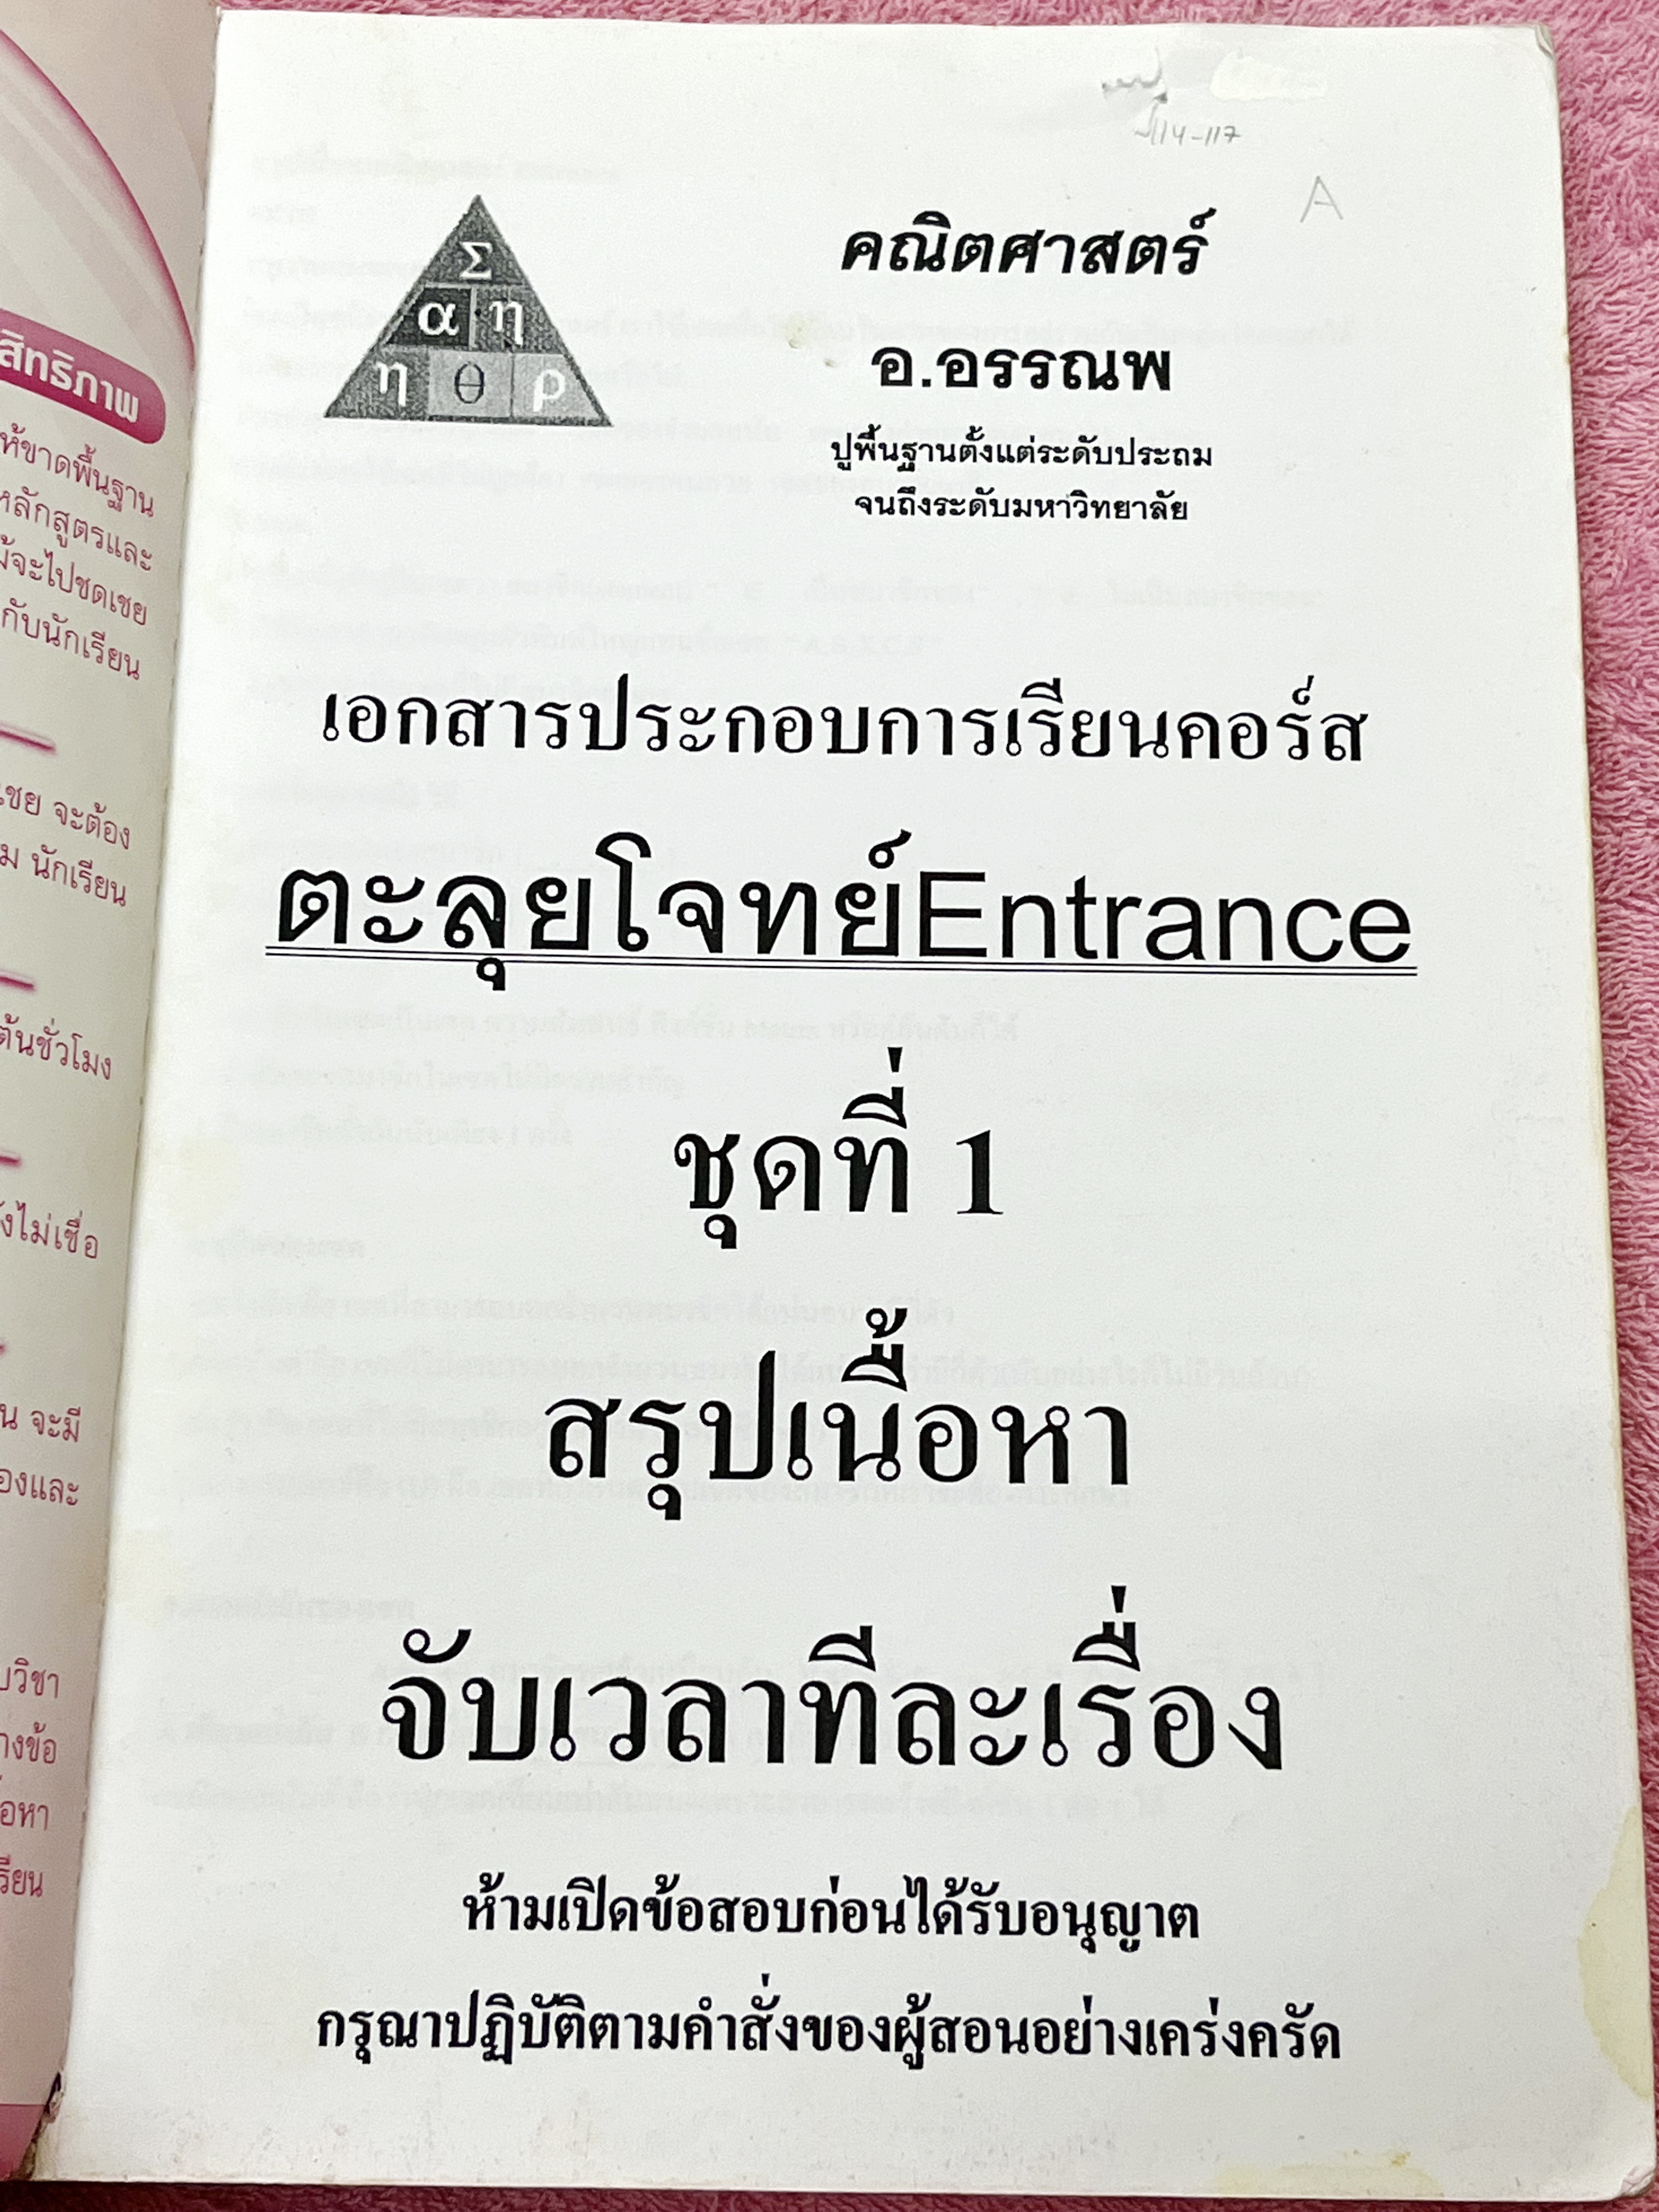 สิทธิภาพ
ห้ขาดพื้นฐาน
หลักสูตรและ
จะไปชดเชย
กับนักเรียน
เชย จะต้อง
ม นักเรียน
ต้นชั่วโมง
งไม่เชื่อ
น จะมี
องและ
บวิชา
างข้อ
อหา
รียน
114-117
A
Σ
α η
η θ ρ
คณิตศาสตร์
อ.อรรณพ
ปูพื้นฐานตั้งแต่ระดับประถม
จนถึงระดับมหาวิทยาลัย
เอกสารประกอบการเรียนคอร์ส
ตะลุยโจทย์Entrance
ชุดที่ 1
สรุปเนื้อหา
จับเวลาทีละเรื่อง
ห้ามเปิดข้อสอบก่อนได้รับอนุญาต
กรุณาปฏิบัติตามคำสั่งของผู้สอนอย่างเคร่งครัด